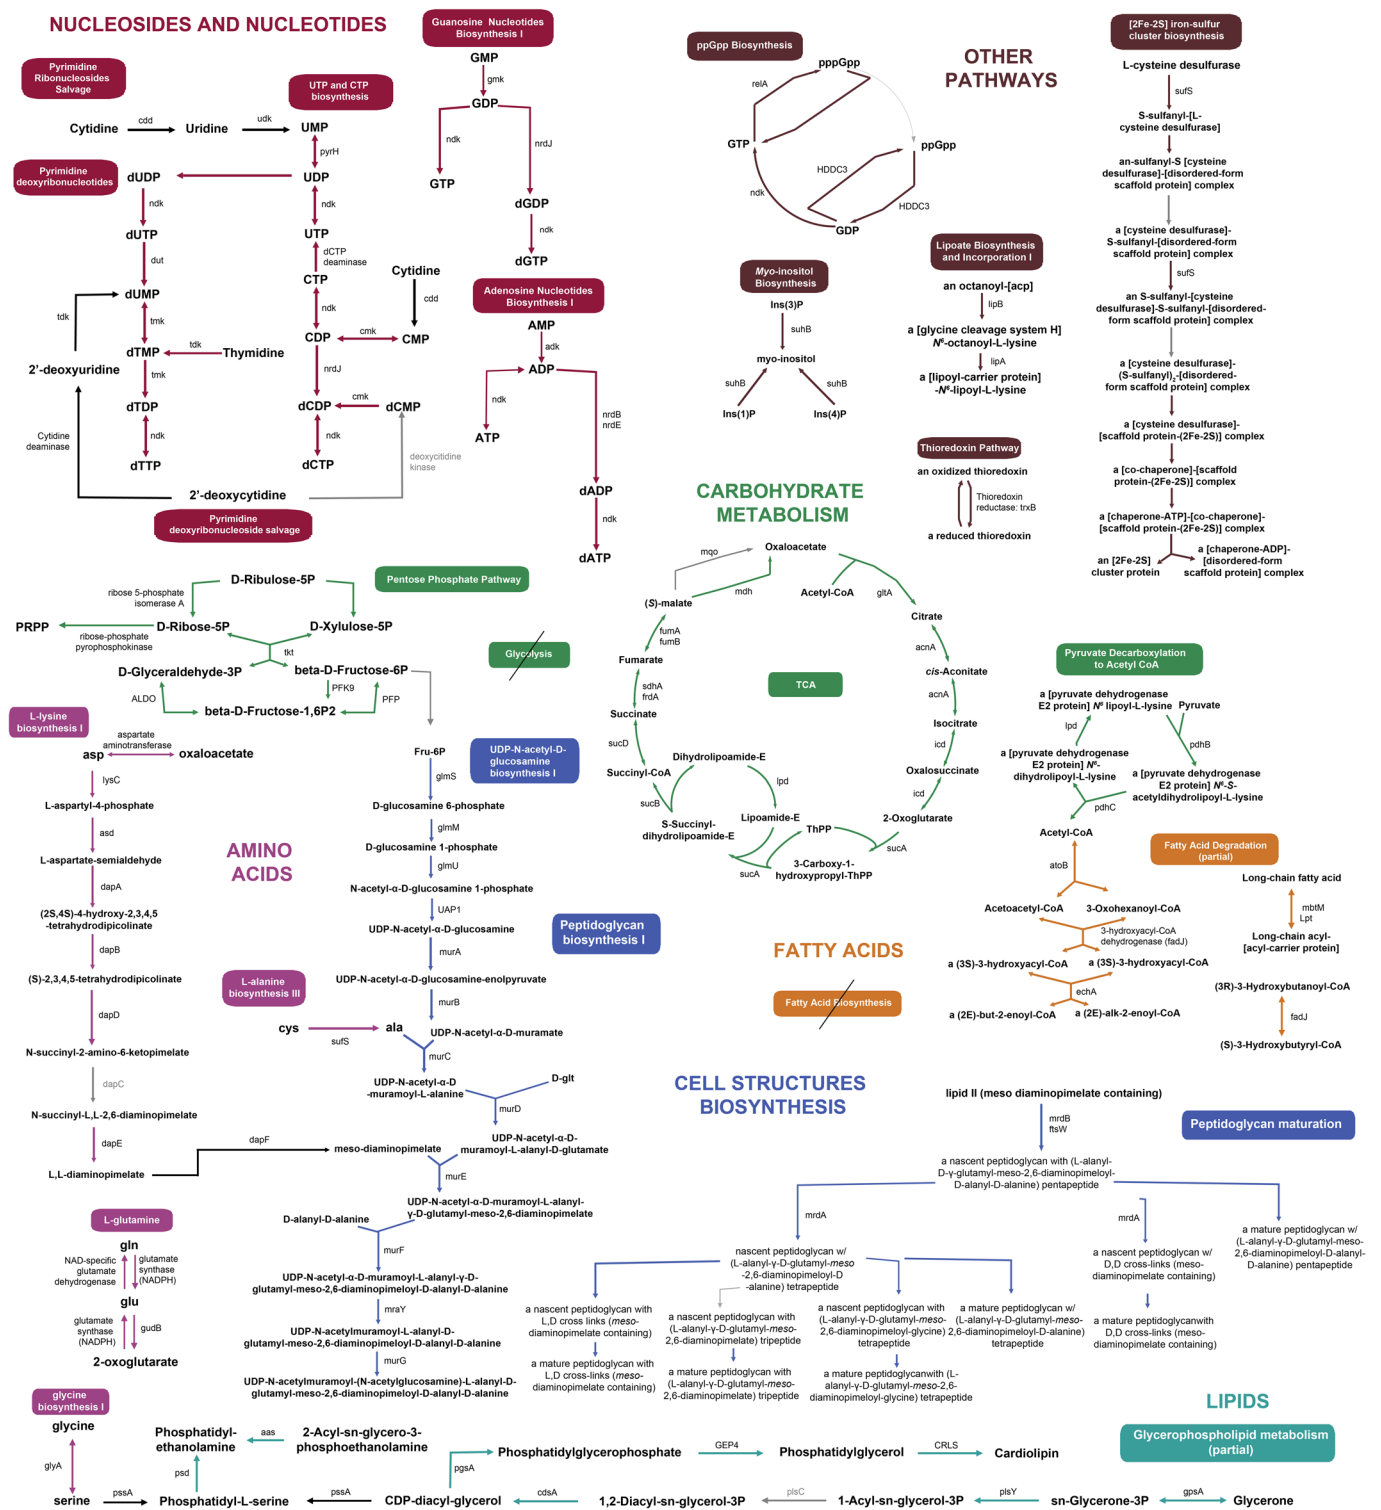 NUCLEOSIDES AND NUCLEOTIDES
Pyrimidine
Ribonucleosides
Salvage
UTP and CTP
biosynthesis
Cytidine
cdd
Uridine
udk
UMP
pyrH
Pyrimidine
deoxyribonucleotides
dUDP
UDP
ndk
ndk
dUTP
UTP
dut
dCTP
deaminase
dUMP
CTP
tdk
tmk
ndk
Cytidine
cdd
dTMP
tdk
Thymidine
CDP
cmk
CMP
2'-deoxyuridine
tmk
nrdJ
dTDP
dCDP
cmk
dCMP
Cytidine
deaminase
ndk
ndk
dTTP
dCTP
deoxycitidine
kinase
2'-deoxycytidine
Pyrimidine
deoxyribonucleoside salvage
Guanosine Nucleotides
Biosynthesis I
GMP
gmk
GDP
ndk
nrdJ
GTP
dGDP
ndk
dGTP
Adenosine Nucleotides
Biosynthesis I
AMP
adk
ADP
ndk
nrdB
nrdE
ATP
dADP
ndk
dATP
OTHER
PATHWAYS
ppGpp Biosynthesis
pppGpp
relA
GTP
ppGpp
HDDC3
ndk
HDDC3
GDP
Myo-inositol
Biosynthesis
Ins(3)P
suhB
myo-inositol
suhB
suhB
Ins(1)P
Ins(4)P
Lipoate Biosynthesis
and Incorporation I
an octanoyl-[acp]
lipB
a [glycine cleavage system H]
N⁶-octanoyl-L-lysine
lipA
a [lipoyl-carrier protein]
-N⁶-lipoyl-L-lysine
Thioredoxin Pathway
an oxidized thioredoxin
Thioredoxin
reductase: trxB
a reduced thioredoxin
[2Fe-2S] iron-sulfur
cluster biosynthesis
L-cysteine desulfurase
sufS
S-sulfanyl-[L-
cysteine desulfurase]
an-sulfanyl-S [cysteine
desulfurase]-[disordered-form
scaffold protein] complex
a [cysteine desulfurase]-
S-sulfanyl-[disordered-form
scaffold protein] complex
sufS
an S-sulfanyl-[cysteine
desulfurase]-S-sulfanyl-[disordered-
form scaffold protein] complex
a [cysteine desulfurase]-
(S-sulfanyl)₂-[disordered-
form scaffold protein] complex
a [cysteine desulfurase]-
[scaffold protein-(2Fe-2S)] complex
a [co-chaperone]-[scaffold
protein-(2Fe-2S)] complex
a [chaperone-ATP]-[co-chaperone]-
[scaffold protein-(2Fe-2S)] complex
an [2Fe-2S]
cluster protein
a [chaperone-ADP]-
[disordered-form
scaffold protein] complex
CARBOHYDRATE
METABOLISM
Pentose Phosphate Pathway
D-Ribulose-5P
ribose 5-phosphate
isomerase A
PRPP
D-Ribose-5P
D-Xylulose-5P
ribose-phosphate
pyrophosphokinase
tkt
D-Glyceraldehyde-3P
beta-D-Fructose-6P
ALDO
PFK9
PFP
beta-D-Fructose-1,6P2
Glycolysis
TCA
mqo
Oxaloacetate
mdh
Acetyl-CoA
gltA
(S)-malate
Citrate
fumA
fumB
acnA
Fumarate
cis-Aconitate
sdhA
frdA
acnA
Succinate
Isocitrate
sucD
icd
Dihydrolipoamide-E
Succinyl-CoA
Oxalosuccinate
lpd
icd
sucB
S-Succinyl-
dihydrolipoamide-E
Lipoamide-E
ThPP
2-Oxoglutarate
sucA
sucA
3-Carboxy-1-
hydroxypropyl-ThPP
Pyruvate Decarboxylation
to Acetyl CoA
a [pyruvate dehydrogenase
E2 protein] N⁶ lipoyl-L-lysine
Pyruvate
lpd
pdhB
a [pyruvate dehydrogenase
E2 protein] N⁶-
dihydrolipoyl-L-lysine
a [pyruvate dehydrogenase
E2 protein] N⁶-S-
acetyldihydrolipoyl-L-lysine
pdhC
Acetyl-CoA
Fatty Acid Degradation
(partial)
atoB
Acetoacetyl-CoA
3-Oxohexanoyl-CoA
3-hydroxyacyl-CoA
dehydrogenase (fadJ)
a (3S)-3-hydroxyacyl-CoA
a (3S)-3-hydroxyacyl-CoA
echA
a (2E)-but-2-enoyl-CoA
a (2E)-alk-2-enoyl-CoA
Long-chain fatty acid
mbtM
Lpt
Long-chain acyl-
[acyl-carrier protein]
(3R)-3-Hydroxybutanoyl-CoA
fadJ
(S)-3-Hydroxybutyryl-CoA
FATTY ACIDS
Fatty Acid Biosynthesis
AMINO
ACIDS
L-lysine
biosynthesis I
aspartate
aminotransferase
asp
oxaloacetate
lysC
L-aspartyl-4-phosphate
asd
L-aspartate-semialdehyde
dapA
(2S,4S)-4-hydroxy-2,3,4,5
-tetrahydrodipicolinate
dapB
(S)-2,3,4,5-tetrahydrodipicolinate
dapD
N-succinyl-2-amino-6-ketopimelate
dapC
N-succinyl-L,L-2,6-diaminopimelate
dapE
L,L-diaminopimelate
dapF
meso-diaminopimelate
L-alanine
biosynthesis III
cys
sufS
ala
L-glutamine
gln
NAD-specific
glutamate
dehydrogenase
glutamate
synthase
(NADPH)
glu
glutamate
synthase
(NADPH)
gudB
2-oxoglutarate
glycine
biosynthesis I
glycine
glyA
serine
UDP-N-acetyl-D-
glucosamine
biosynthesis I
Fru-6P
glmS
D-glucosamine 6-phosphate
glmM
D-glucosamine 1-phosphate
glmU
N-acetyl-α-D-glucosamine 1-phosphate
UAP1
UDP-N-acetyl-α-D-glucosamine
Peptidoglycan
biosynthesis I
murA
UDP-N-acetyl-α-D-glucosamine-enolpyruvate
murB
UDP-N-acetyl-α-D-muramate
murC
UDP-N-acetyl-α-D
-muramoyl-L-alanine
D-glt
murD
UDP-N-acetyl-α-D-
muramoyl-L-alanyl-D-glutamate
murE
UDP-N-acetyl-α-D-muramoyl-L-alanyl-
γ-D-glutamyl-meso-2,6-diaminopimelate
D-alanyl-D-alanine
murF
UDP-N-acetyl-α-D-muramoyl-L-alanyl-γ-D-
glutamyl-meso-2,6-diaminopimeloyl-D-alanyl-D-alanine
mraY
UDP-N-acetylmuramoyl-L-alanyl-D-
glutamyl-meso-2,6-diaminopimeloyl-D-alanyl-D-alanine
murG
UDP-N-acetylmuramoyl-(N-acetylglucosamine)-L-alanyl-D-
glutamyl-meso-2,6-diaminopimeloyl-D-alanyl-D-alanine
CELL STRUCTURES
BIOSYNTHESIS
lipid II (meso diaminopimelate containing)
mrdB
ftsW
Peptidoglycan maturation
a nascent peptidoglycan with (L-alanyl-
D-γ-glutamyl-meso-2,6-diaminopimeloyl-
D-alanyl-D-alanine) pentapeptide
mrdA
mrdA
nascent peptidoglycan w/
(L-alanyl-γ-D-glutamyl-meso
-2,6-diaminopimeloyl-D
-alanine) tetrapeptide
a nascent peptidoglycan w/
D,D cross-links (meso-
diaminopimelate containing)
a mature peptidoglycan w/
(L-alanyl-γ-D-glutamyl-meso-
2,6-diaminopimeloyl-D-alanyl-
D-alanine) pentapeptide
a nascent peptidoglycan with
L,D cross links (meso-
diaminopimelate containing)
a nascent peptidoglycan with
(L-alanyl-γ-D-glutamyl-meso-
2,6-diaminopimelate) tripeptide
a nascent peptidoglycan with
(L-alanyl-γ-D-glutamyl-meso-
2,6-diaminopimeloyl-glycine)
tetrapeptide
a mature peptidoglycan w/
(L-alanyl-γ-D-glutamyl-meso-
2,6-diaminopimeloyl-D-alanine)
tetrapeptide
a mature peptidoglycanwith
D,D cross-links (meso-
diaminopimelate containing)
a mature peptidoglycan with
L,D cross-links (meso-
diaminopimelate containing)
a mature peptidoglycan with
(L-alanyl-γ-D-glutamyl-meso-
2,6-diaminopimelate) tripeptide
a mature peptidoglycanwith (L-
alanyl-γ-D-glutamyl-meso-2,6-
diaminopimeloyl-glycine) tetrapeptide
LIPIDS
Glycerophospholipid metabolism
(partial)
Phosphatidyl-
ethanolamine
aas
2-Acyl-sn-glycero-3-
phosphoethanolamine
psd
pssA
Phosphatidyl-L-serine
pssA
CDP-diacyl-glycerol
pgsA
Phosphatidylglycerophosphate
GEP4
Phosphatidylglycerol
CRLS
Cardiolipin
cdsA
1,2-Diacyl-sn-glycerol-3P
plsC
1-Acyl-sn-glycerol-3P
plsY
sn-Glycerone-3P
gpsA
Glycerone